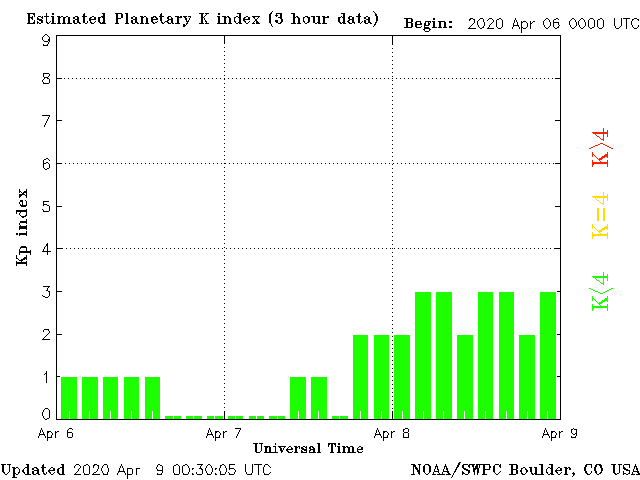 Estimated Planetary K index (3 hour data) Begin: 2020 Apr 06 0000 UTC
9
8
7
6
5
4
3
2
1
0
Kp index
K>4
K=4
K<4
Apr 6 Apr 7 Apr 8 Apr 9
Universal Time
Updated 2020 Apr 9 00:30:05 UTC NOAA/SWPC Boulder, CO USA